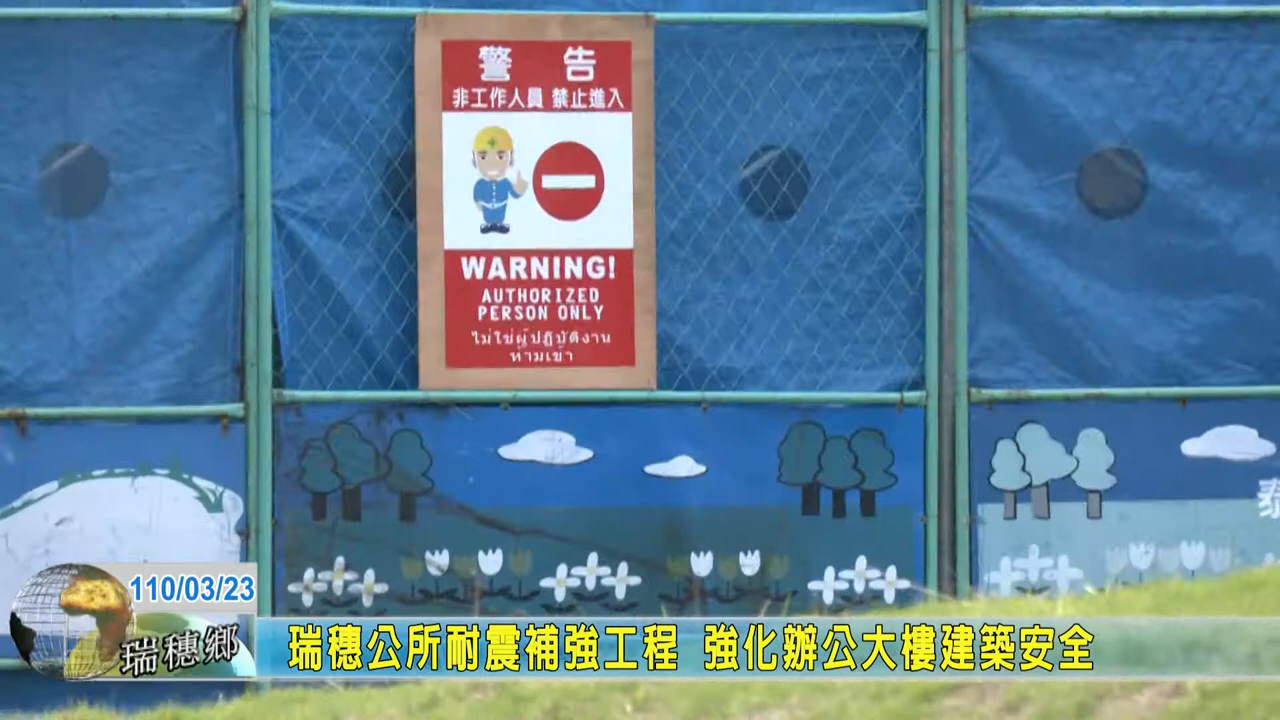 警 告
非工作人員 禁止進入
WARNING!
AUTHORIZED
PERSON ONLY
ไม่ใช่ผู้ปฏิบัติงาน
ห้ามเข้า
泰
110/03/23
瑞穗鄉
瑞穗公所耐震補強工程 強化辦公大樓建築安全